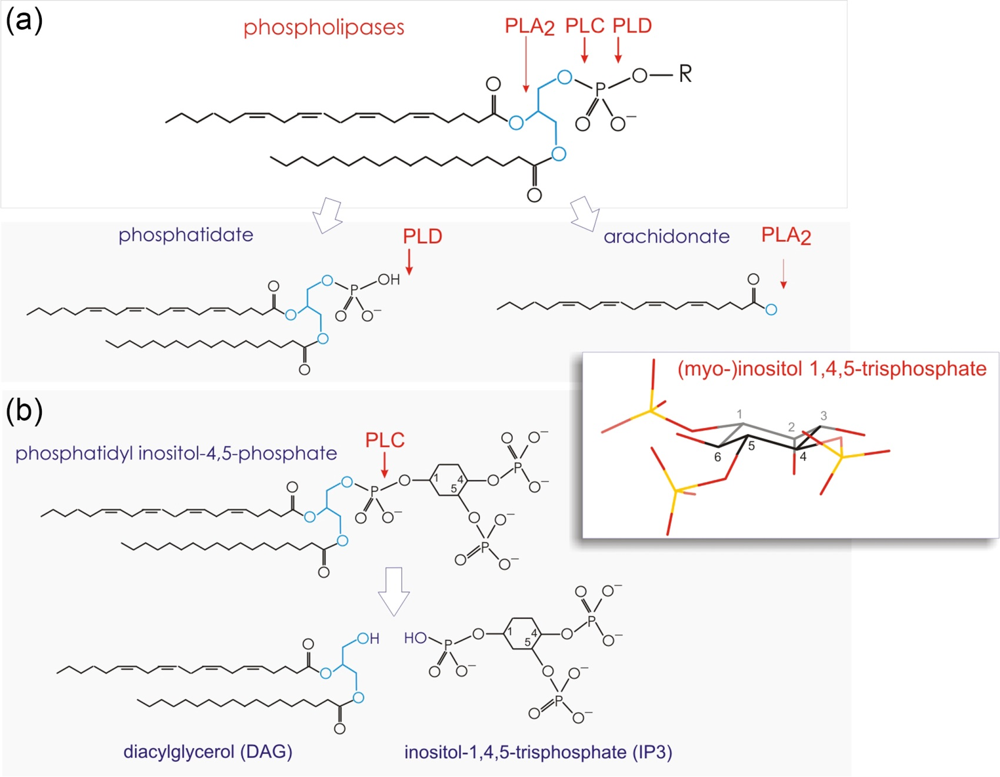 (a)
phospholipases
PLA2 PLC PLD
O
O
O
R
P
O
O
O−
O
O
phosphatidate
PLD
arachidonate
PLA2
O
O
P
OH
O
O
O−
O
O
O
O
(myo-)inositol 1,4,5-trisphosphate
1
2
3
4
5
6
(b)
phosphatidyl inositol-4,5-phosphate
PLC
O
O
P
O
O
O−
O
O
O
1
4
5
O
P
O
O−
O−
O
P
O
O−
O−
OH
O
O
O
O
HO
P
O
O
O−
1
4
5
O
P
O
O−
O−
O
P
O
O−
O−
diacylglycerol (DAG)
inositol-1,4,5-trisphosphate (IP3)